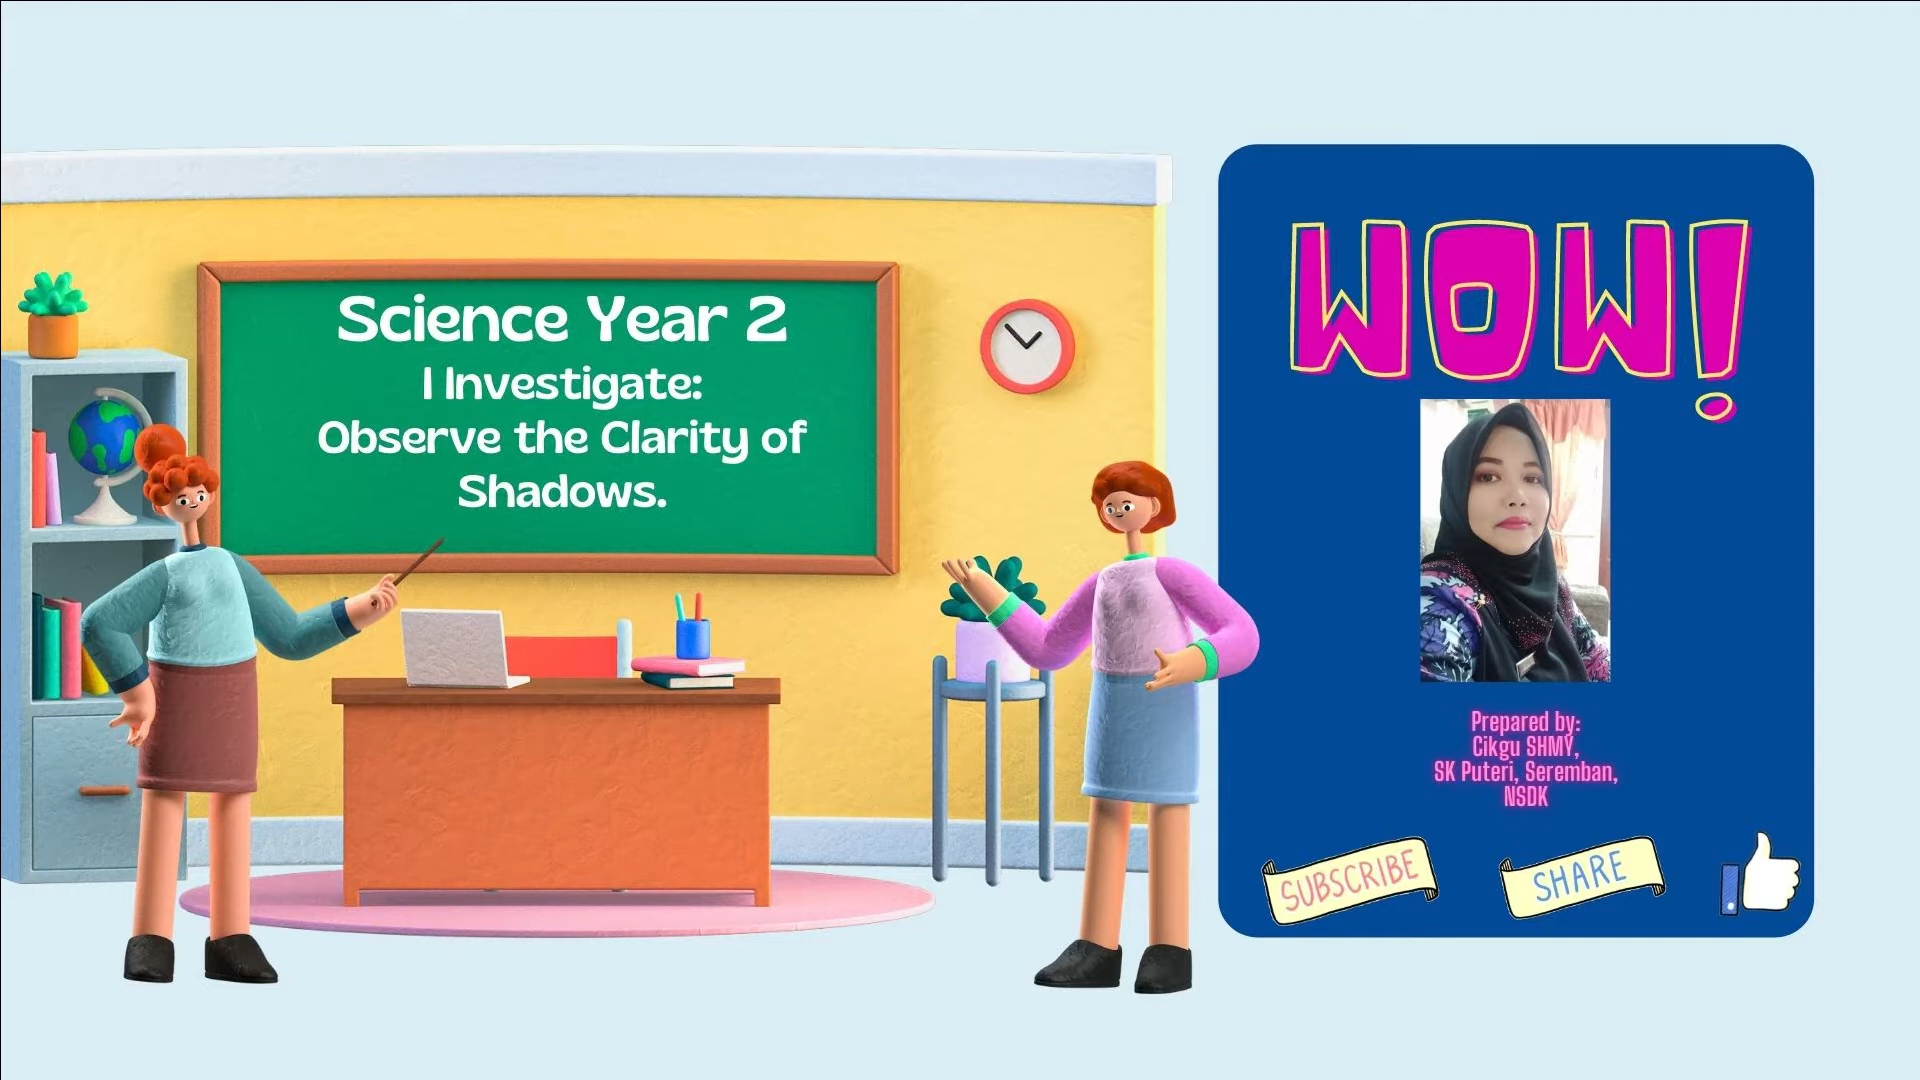 Science Year 2
I Investigate:
Observe the Clarity of
Shadows.
WOW!
Prepared by:
Cikgu SHMY,
SK Puteri, Seremban,
NSDK
SUBSCRIBE
SHARE